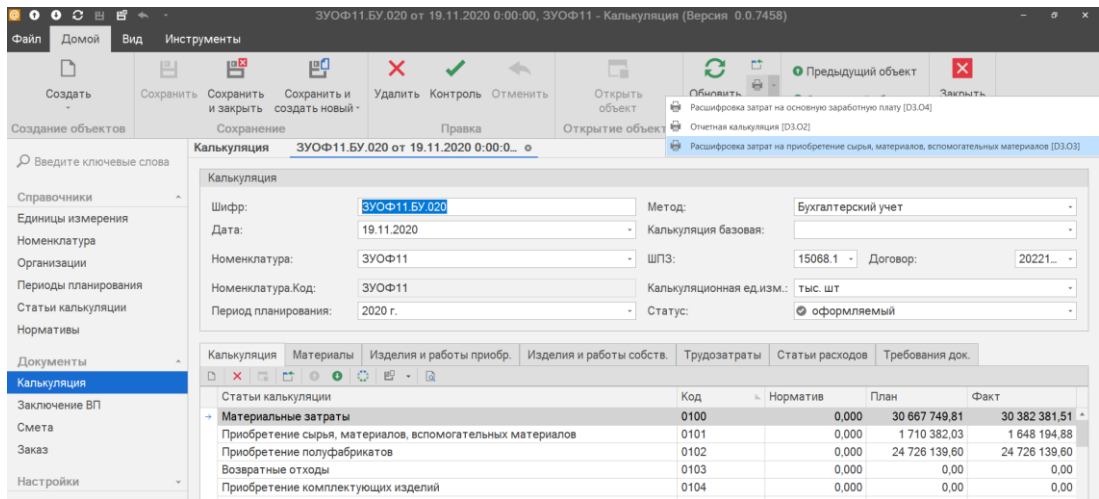 ЗУОФ11.БУ.020 от 19.11.2020 0:00:00, ЗУОФ11 - Калькуляция (Версия 0.0.7458)
Файл Домой Вид Инструменты
Создать Сохранить Сохранить и закрыть Сохранить и создать новый Удалить Контроль Отменить Открыть объект Обновить Предыдущий объект Закрыть
Создание объектов Сохранение Правка Открытие объект
Расшифровка затрат на основную заработную плату [D3.O4]
Отчетная калькуляция [D3.O2]
Расшифровка затрат на приобретение сырья, материалов, вспомогательных материалов [D3.O3]
Введите ключевые слова
Справочники
Единицы измерения
Номенклатура
Организации
Периоды планирования
Статьи калькуляции
Нормативы
Документы
Калькуляция
Заключение ВП
Смета
Заказ
Настройки
Калькуляция ЗУОФ11.БУ.020 от 19.11.2020 0:00:0...
Калькуляция
Шифр: ЗУОФ11.БУ.020 Метод: Бухгалтерский учет
Дата: 19.11.2020 Калькуляция базовая:
Номенклатура: ЗУОФ11 ШПЗ: 15068.1 Договор: 20221...
Номенклатура.Код: ЗУОФ11 Калькуляционная ед.изм.: тыс. шт
Период планирования: 2020 г. Статус: оформляемый
Калькуляция Материалы Изделия и работы приобр. Изделия и работы собств. Трудозатраты Статьи расходов Требования док.
Статьи калькуляции Код Норматив План Факт
Материальные затраты 0100 0,000 30 667 749,81 30 382 381,51
Приобретение сырья, материалов, вспомогательных материалов 0101 0,000 1 710 382,03 1 648 194,88
Приобретение полуфабрикатов 0102 0,000 24 726 139,60 24 726 139,60
Возвратные отходы 0103 0,000 0,00 0,00
Приобретение комплектующих изделий 0104 0,000 0,00 0,00